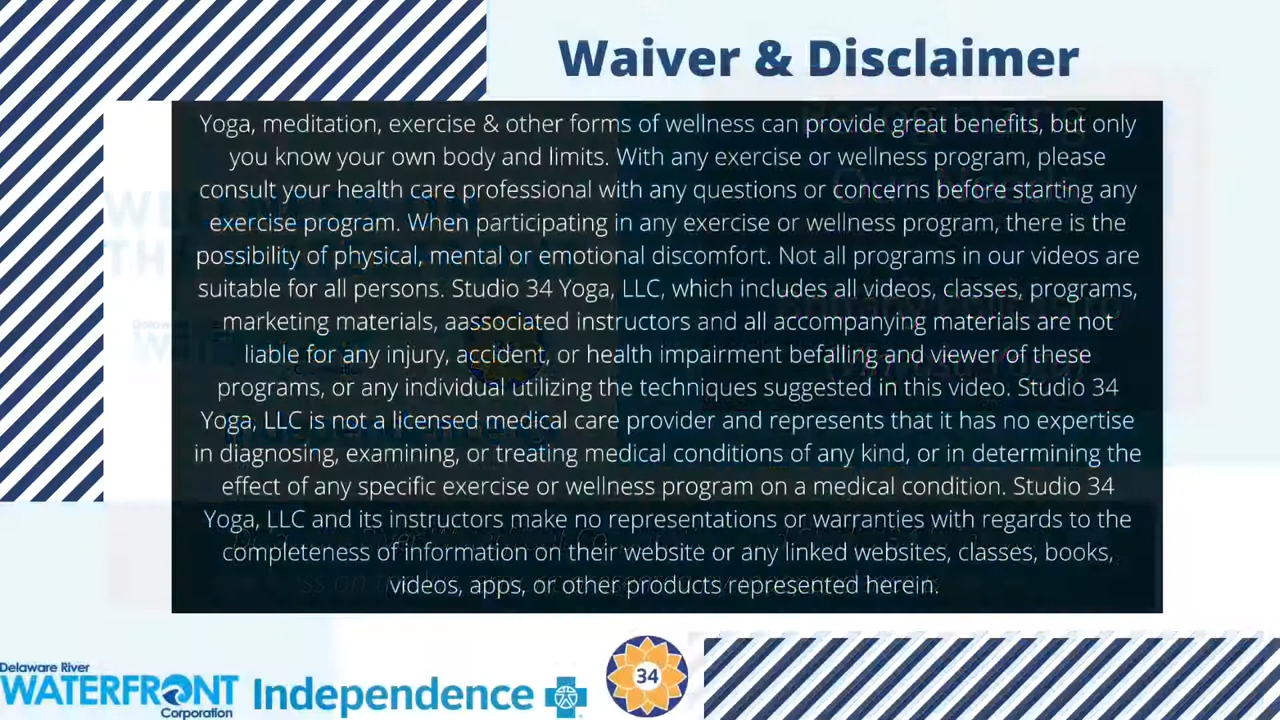 Waiver & Disclaimer
Yoga, meditation, exercise & other forms of wellness can provide great benefits, but only
you know your own body and limits. With any exercise or wellness program, please
consult your health care professional with any questions or concerns before starting any
exercise program. When participating in any exercise or wellness program, there is the
possibility of physical, mental or emotional discomfort. Not all programs in our videos are
suitable for all persons. Studio 34 Yoga, LLC, which includes all videos, classes, programs,
marketing materials, aassociated instructors and all accompanying materials are not
liable for any injury, accident, or health impairment befalling and viewer of these
programs, or any individual utilizing the techniques suggested in this video. Studio 34
Yoga, LLC is not a licensed medical care provider and represents that it has no expertise
in diagnosing, examining, or treating medical conditions of any kind, or in determining the
effect of any specific exercise or wellness program on a medical condition. Studio 34
Yoga, LLC and its instructors make no representations or warranties with regards to the
completeness of information on their website or any linked websites, classes, books,
videos, apps, or other products represented herein.
Delaware River
WATERFRONT
Corporation
Independence
34